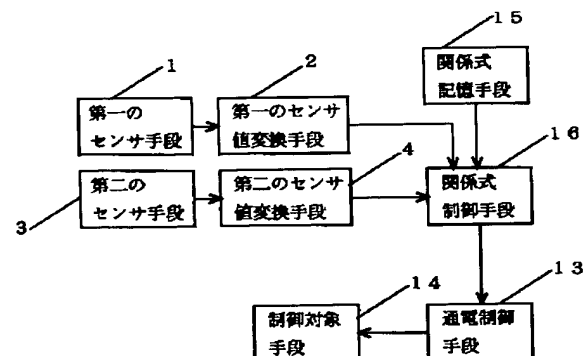 15
関係式
記憶手段
1
第一の
センサ手段
2
第一のセンサ
値変換手段
16
関係式
制御手段
3
第二の
センサ手段
4
第二のセンサ
値変換手段
14
制御対象
手段
13
通電制御
手段